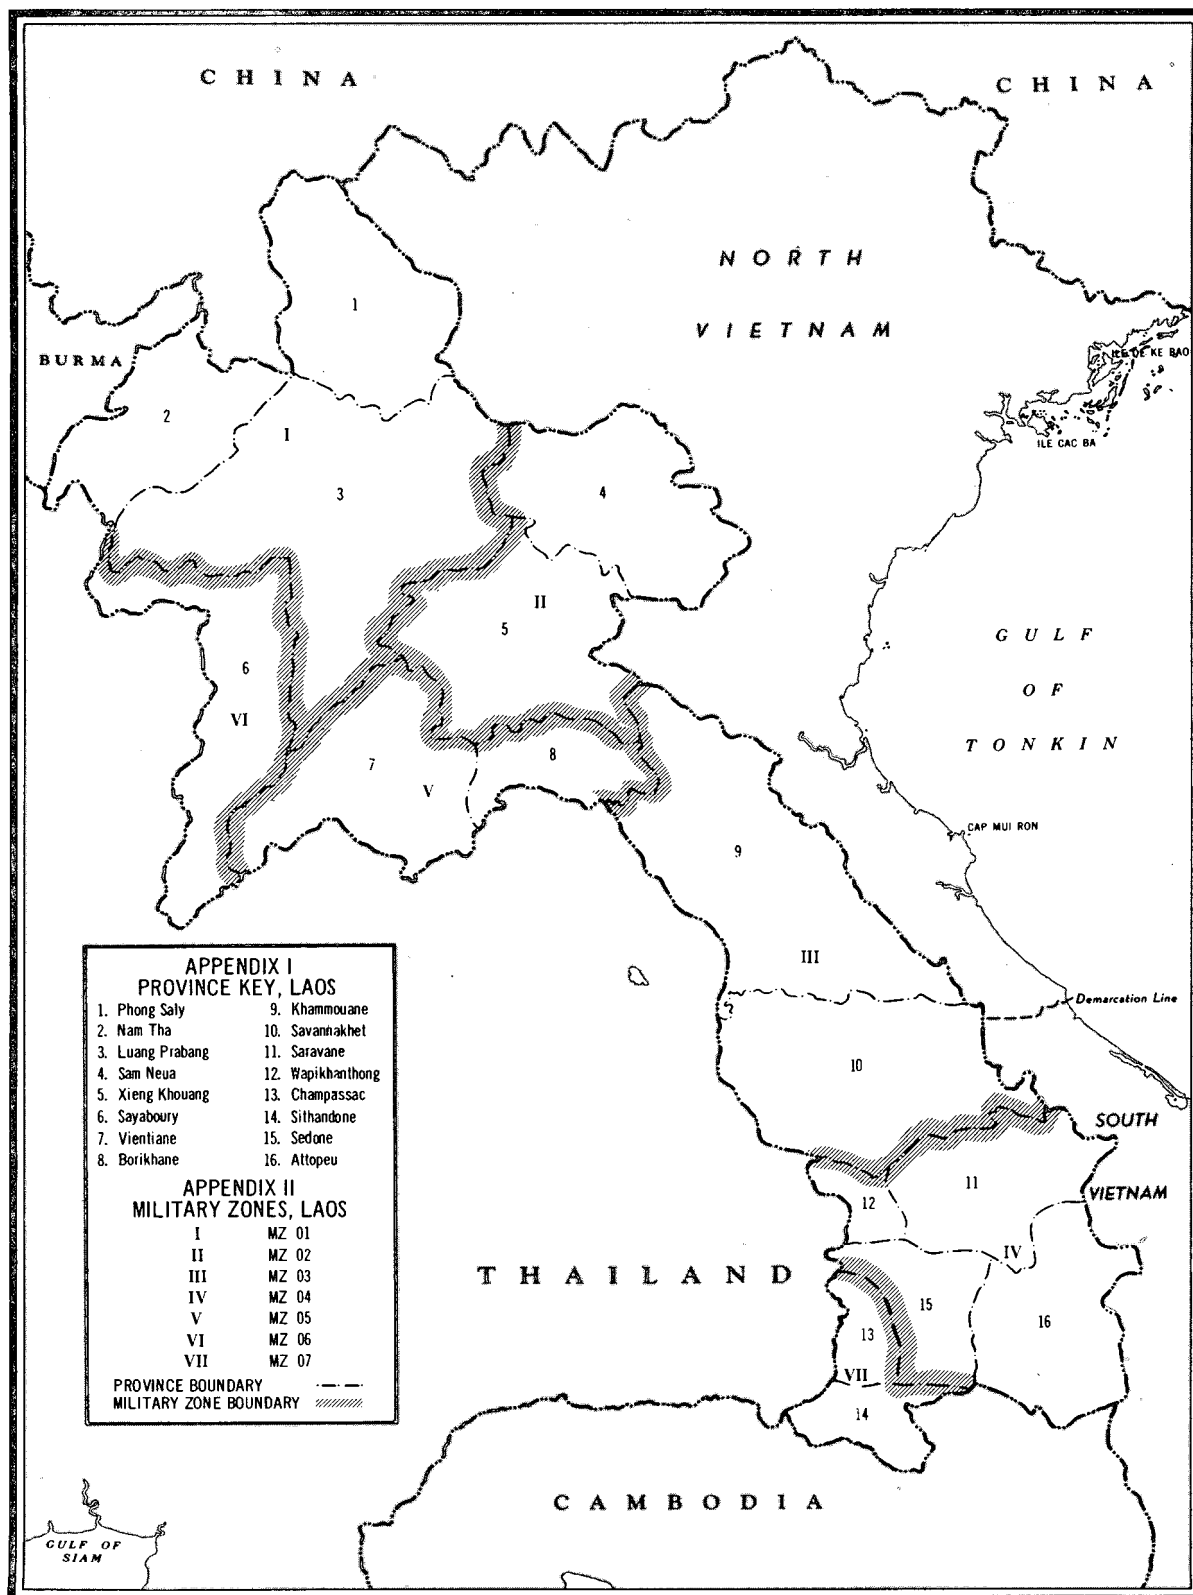 CHINA
CHINA
NORTH
VIETNAM
1
BURMA
ILE DE KE BAO
2
I
ILE CAC BA
3
4
II
5
GULF
OF
TONKIN
6
VI
7
V
8
CAP MUI RON
9
III
Demarcation Line
10
SOUTH
VIETNAM
11
12
IV
THAILAND
15
13
16
VII
14
CAMBODIA
GULF OF
SIAM
APPENDIX I
PROVINCE KEY, LAOS
1. Phong Saly
2. Nam Tha
3. Luang Prabang
4. Sam Neua
5. Xieng Khouang
6. Sayaboury
7. Vientiane
8. Borikhane
9. Khammouane
10. Savannakhet
11. Saravane
12. Wapikhanthong
13. Champassac
14. Sithandone
15. Sedone
16. Attopeu
APPENDIX II
MILITARY ZONES, LAOS
I MZ 01
II MZ 02
III MZ 03
IV MZ 04
V MZ 05
VI MZ 06
VII MZ 07
PROVINCE BOUNDARY
MILITARY ZONE BOUNDARY